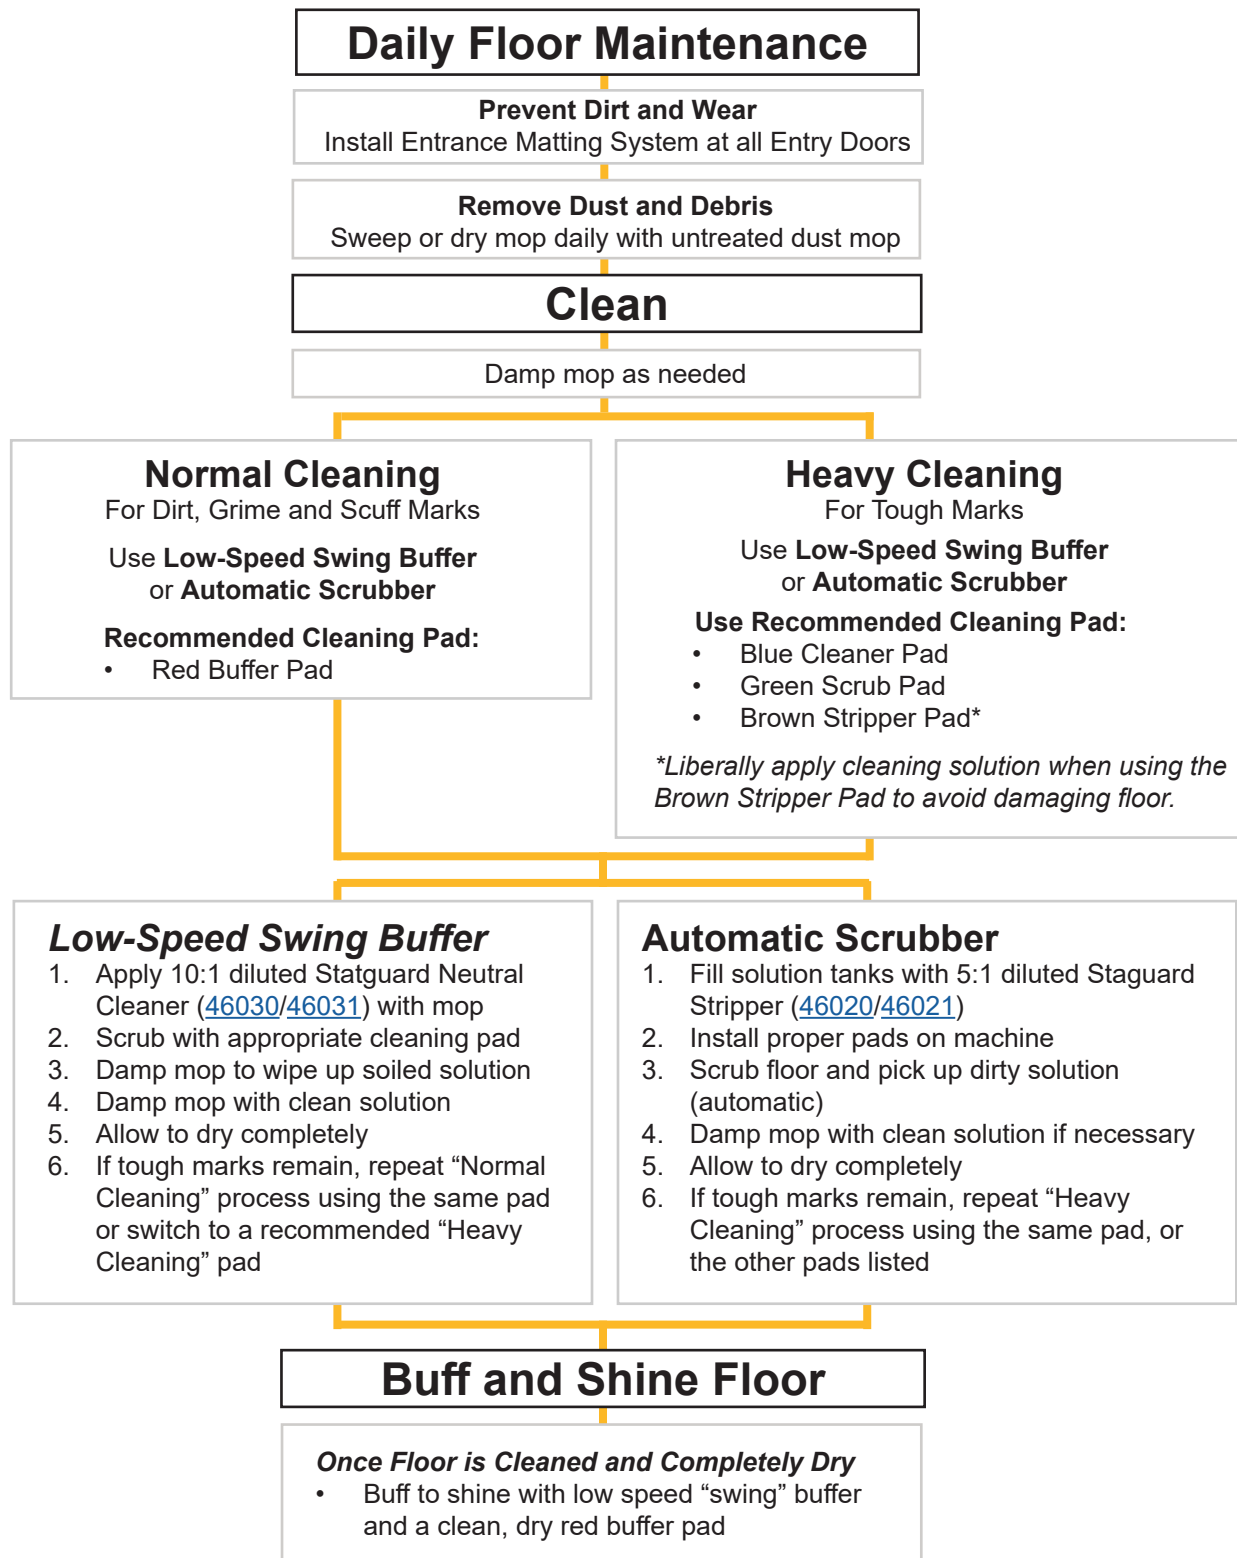 Daily Floor Maintenance
Prevent Dirt and Wear
Install Entrance Matting System at all Entry Doors
Remove Dust and Debris
Sweep or dry mop daily with untreated dust mop
Clean
Damp mop as needed
Normal Cleaning
For Dirt, Grime and Scuff Marks
Use Low-Speed Swing Buffer
or Automatic Scrubber
Recommended Cleaning Pad:
• Red Buffer Pad
Heavy Cleaning
For Tough Marks
Use Low-Speed Swing Buffer
or Automatic Scrubber
Use Recommended Cleaning Pad:
• Blue Cleaner Pad
• Green Scrub Pad
• Brown Stripper Pad*
*Liberally apply cleaning solution when using the
Brown Stripper Pad to avoid damaging floor.
Low-Speed Swing Buffer
1. Apply 10:1 diluted Statguard Neutral
Cleaner (46030/46031) with mop
2. Scrub with appropriate cleaning pad
3. Damp mop to wipe up soiled solution
4. Damp mop with clean solution
5. Allow to dry completely
6. If tough marks remain, repeat “Normal
Cleaning” process using the same pad
or switch to a recommended “Heavy
Cleaning” pad
Automatic Scrubber
1. Fill solution tanks with 5:1 diluted Staguard
Stripper (46020/46021)
2. Install proper pads on machine
3. Scrub floor and pick up dirty solution
(automatic)
4. Damp mop with clean solution if necessary
5. Allow to dry completely
6. If tough marks remain, repeat “Heavy
Cleaning” process using the same pad, or
the other pads listed
Buff and Shine Floor
Once Floor is Cleaned and Completely Dry
• Buff to shine with low speed “swing” buffer
and a clean, dry red buffer pad